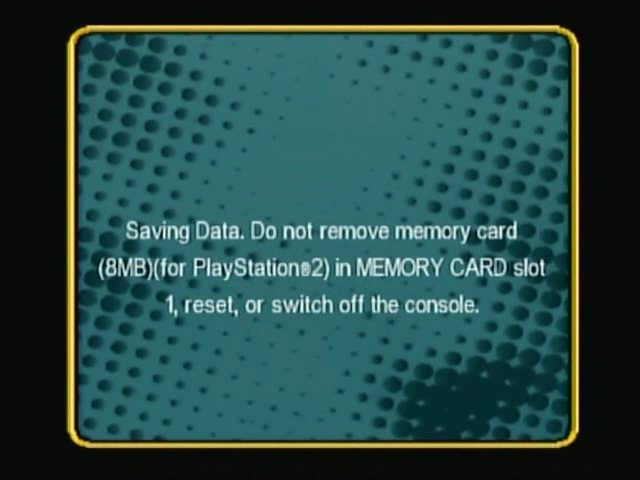 Saving Data. Do not remove memory card
(8MB)(for PlayStation®2) in MEMORY CARD slot
1, reset, or switch off the console.